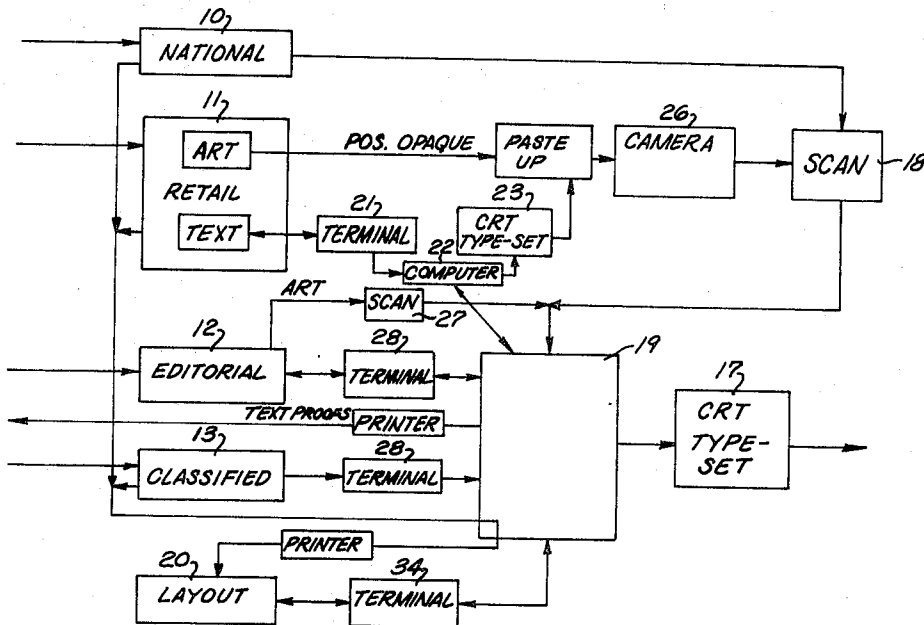 10
NATIONAL
11
ART
RETAIL
TEXT
POS. OPAQUE
PASTE
UP
26
CAMERA
SCAN
18
21
TERMINAL
22
COMPUTER
23
CRT
TYPE-SET
ART
SCAN
27
12
EDITORIAL
28
TERMINAL
19
TEXT PROOFS
PRINTER
17
CRT
TYPE-
SET
13
CLASSIFIED
28
TERMINAL
PRINTER
20
LAYOUT
34
TERMINAL